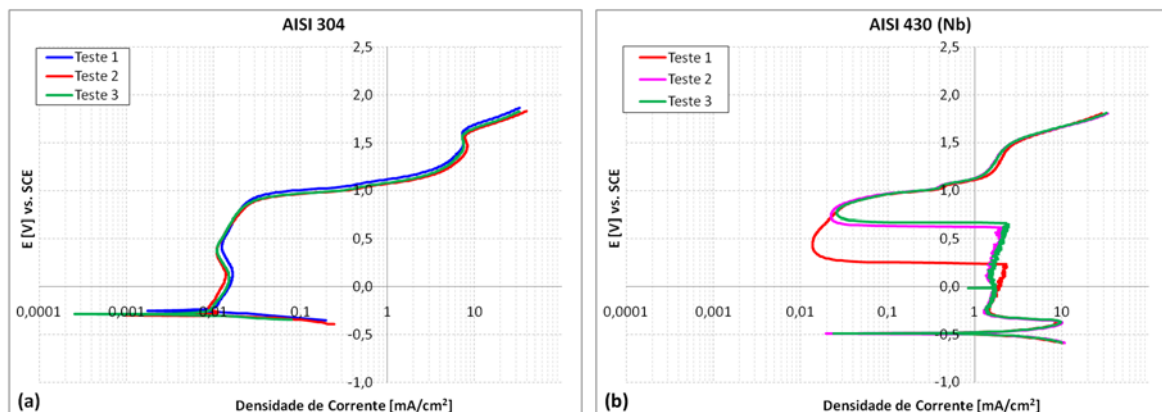 AISI 304
Teste 1
Teste 2
Teste 3
2,5
2,0
1,5
1,0
0,5
0,0
0,0001
0,001
0,01
0,1
1
10
-0,5
-1,0
E [V] vs. SCE
(a)
Densidade de Corrente [mA/cm²]
AISI 430 (Nb)
Teste 1
Teste 2
Teste 3
2,5
2,0
1,5
1,0
0,5
0,0
0,0001
0,001
0,01
0,1
1
10
-0,5
-1,0
E [V] vs. SCE
(b)
Densidade de Corrente [mA/cm²]